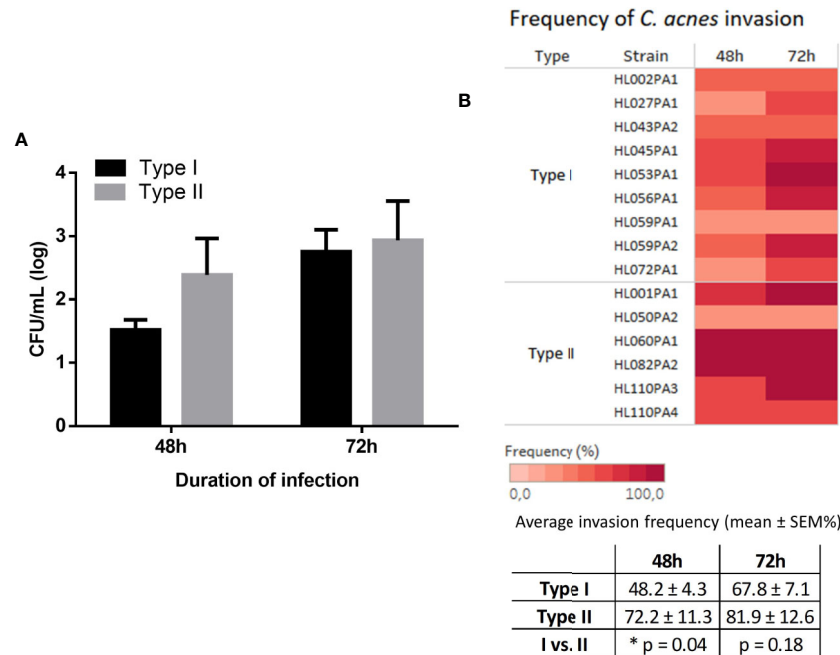 A
Type I
Type II
4
3
2
1
0
CFU/mL (log)
48h 72h
Duration of infection
B
Frequency of C. acnes invasion
Type Strain 48h 72h
Type I
HL002PA1
HL027PA1
HL043PA2
HL045PA1
HL053PA1
HL056PA1
HL059PA1
HL059PA2
HL072PA1
Type II
HL001PA1
HL050PA2
HL060PA1
HL082PA2
HL110PA3
HL110PA4
Frequency (%)
0,0 100,0
Average invasion frequency (mean ± SEM%)
48h 72h
Type I 48.2 ± 4.3 67.8 ± 7.1
Type II 72.2 ± 11.3 81.9 ± 12.6
I vs. II * p = 0.04 p = 0.18